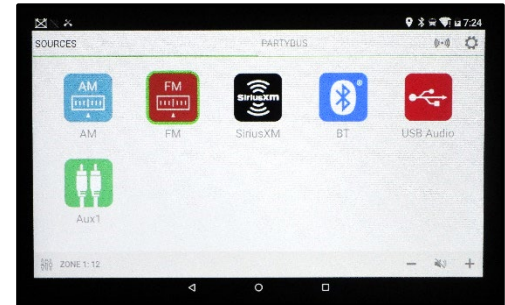 7:24
SOURCES PARTYBUS
AM FM SiriusXM
AM FM SiriusXM BT USB Audio
Aux1
ZONE 1: 12